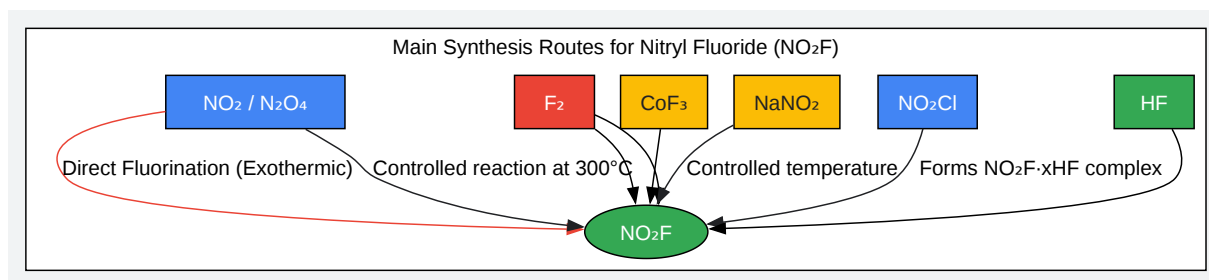 Main Synthesis Routes for Nitryl Fluoride (NO₂F)
NO₂ / N₂O₄
F₂
CoF₃
NaNO₂
NO₂Cl
HF
Direct Fluorination (Exothermic)
Controlled reaction at 300°C
Controlled temperature
Forms NO₂F·xHF complex
NO₂F